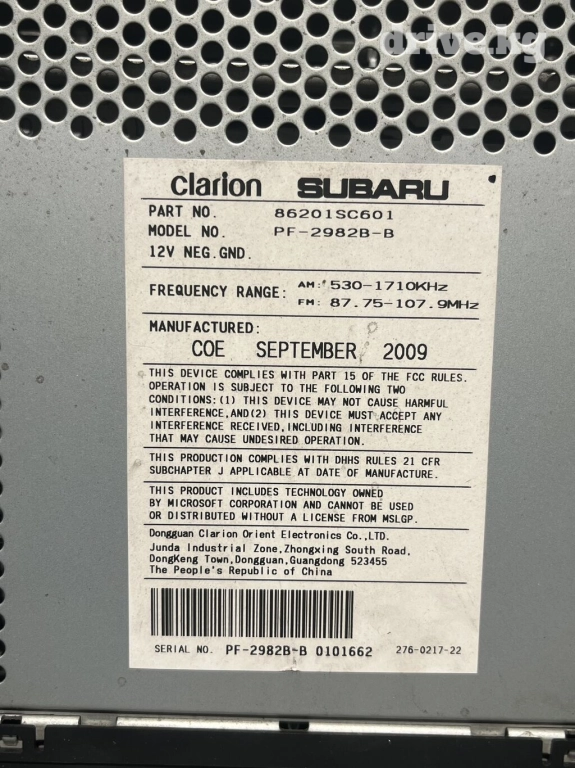 drive.kg
clarion SUBARU
PART NO. 86201SC601
MODEL NO. PF-2982B-B
12V NEG.GND.
FREQUENCY RANGE: AM: 530-1710KHz
FM: 87.75-107.9MHz
MANUFACTURED:
COE SEPTEMBER 2009
THIS DEVICE COMPLIES WITH PART 15 OF THE FCC RULES.
OPERATION IS SUBJECT TO THE FOLLOWING TWO
CONDITIONS:(1) THIS DEVICE MAY NOT CAUSE HARMFUL
INTERFERENCE,AND(2) THIS DEVICE MUST ACCEPT ANY
INTERFERENCE RECEIVED,INCLUDING INTERFERENCE
THAT MAY CAUSE UNDESIRED OPERATION.
THIS PRODUCTION COMPLIES WITH DHHS RULES 21 CFR
SUBCHAPTER J APPLICABLE AT DATE OF MANUFACTURE.
THIS PRODUCT INCLUDES TECHNOLOGY OWNED
BY MICROSOFT CORPORATION AND CANNOT BE USED
OR DISTRIBUTED WITHOUT A LICENSE FROM MSLGP.
Dongguan Clarion Orient Electronics Co.,LTD.
Junda Industrial Zone,Zhongxing South Road,
DongKeng Town,Dongguan,Guangdong 523455
The People's Republic of China
SERIAL NO. PF-2982B-B 0101662 276-0217-22